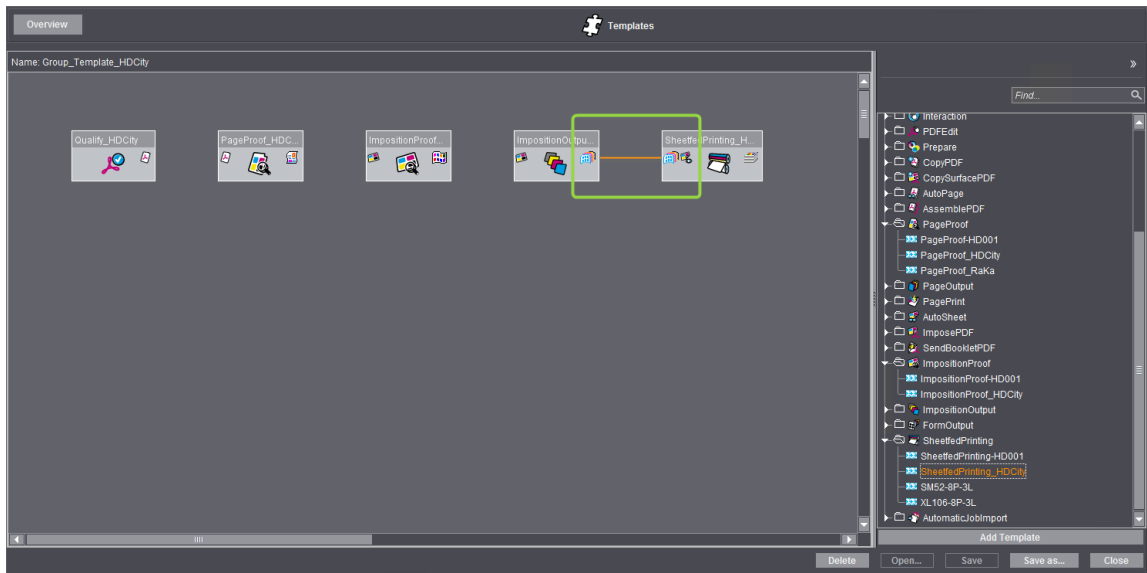 Overview
Templates
Name: Group_Template_HDCity
»
Find...
Qualify_HDCity
PageProof_HDC...
ImpositionProof...
ImpositionOutpu...
SheetfedPrinting_H...
Interaction
PDFEdit
Prepare
CopyPDF
CopySurfacePDF
AutoPage
AssemblePDF
PageProof
PageProof-HD001
PageProof_HDCity
PageProof_RaKa
PageOutput
PagePrint
AutoSheet
ImposePDF
SendBookletPDF
ImpositionProof
ImpositionProof-HD001
ImpositionProof_HDCity
ImpositionOutput
FormOutput
SheetfedPrinting
SheetfedPrinting-HD001
SheetfedPrinting_HDCity
SM52-8P-3L
XL106-8P-3L
AutomaticJobImport
Add Template
Delete
Open...
Save
Save as...
Close